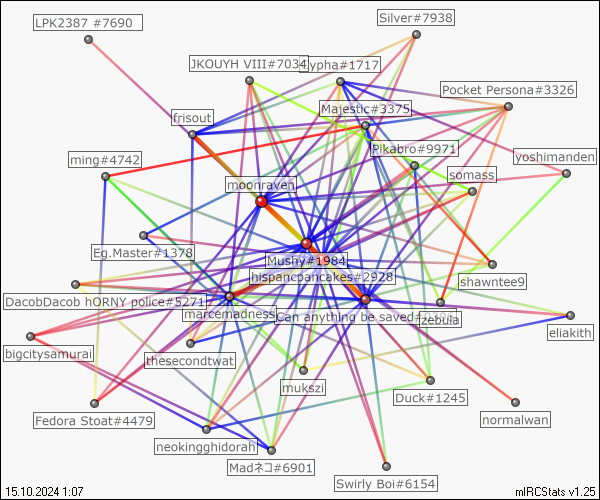 Silver#7938
LPK2387 #7690
JKOUYH VIII#7034
ypha#1717
Pocket Persona#3326
Majestic#3375
frisout
Pikabro#9971
ming#4742
yoshimanden
somass
moonraven
Eg.Master#1378
Mushy#1984
hispancpancakes#2928
shawntee9
DacobDacob hORNY police#5271
marcemadness
Can anything be saved
zebula
eliakith
bigcitysamurai
thesecondtwat
mukszi
Duck#1245
Fedora Stoat#4479
normalwan
neokingghidorah
Madネコ#6901
Swirly Boi#6154
15.10.2024 1:07
mIRCStats v1.25